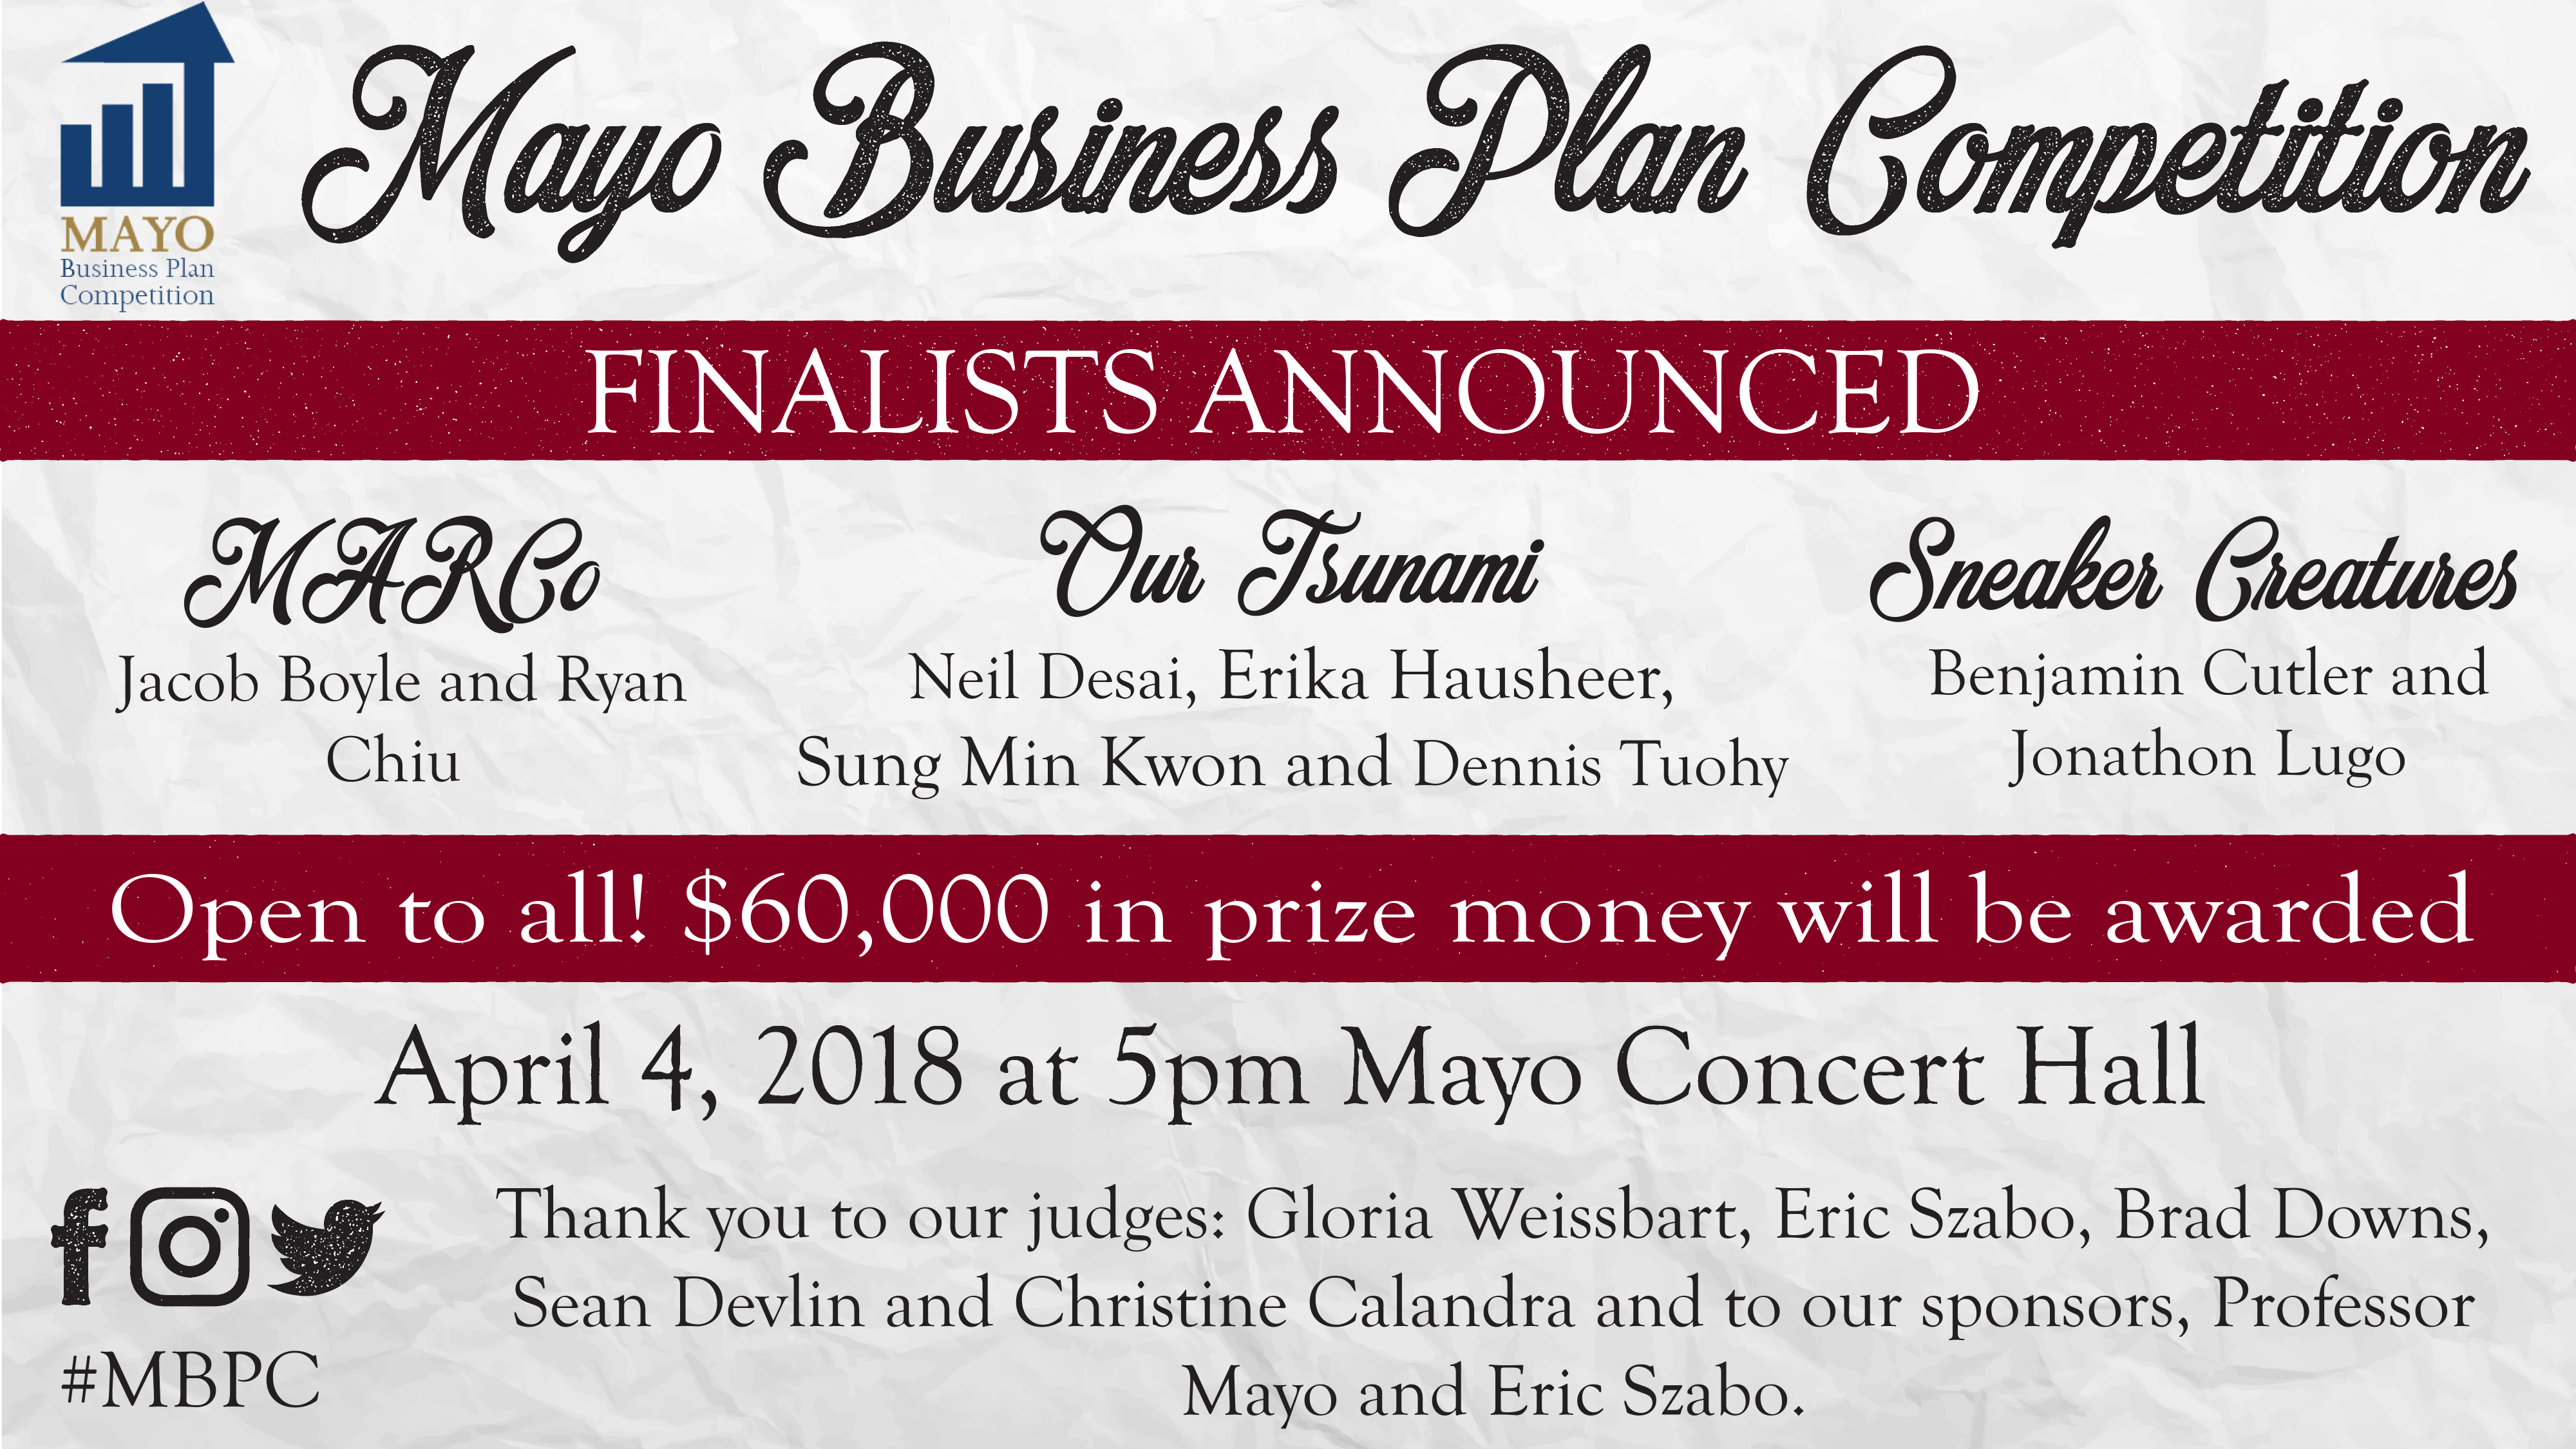 MAYO
Business Plan
Competition
Mayo Business Plan Competition
FINALISTS ANNOUNCED
MARCo
Jacob Boyle and Ryan
Chiu
Our Tsunami
Neil Desai, Erika Hausheer,
Sung Min Kwon and Dennis Tuohy
Sneaker Creatures
Benjamin Cutler and
Jonathon Lugo
Open to all! $60,000 in prize money will be awarded
April 4, 2018 at 5pm Mayo Concert Hall
#MBPC
Thank you to our judges: Gloria Weissbart, Eric Szabo, Brad Downs,
Sean Devlin and Christine Calandra and to our sponsors, Professor
Mayo and Eric Szabo.